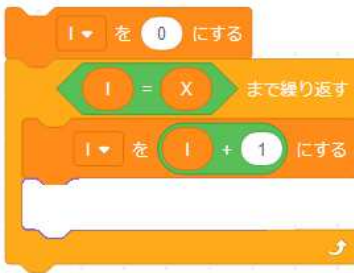 I を 0 にする
I = X まで繰り返す
I を I + 1 にする